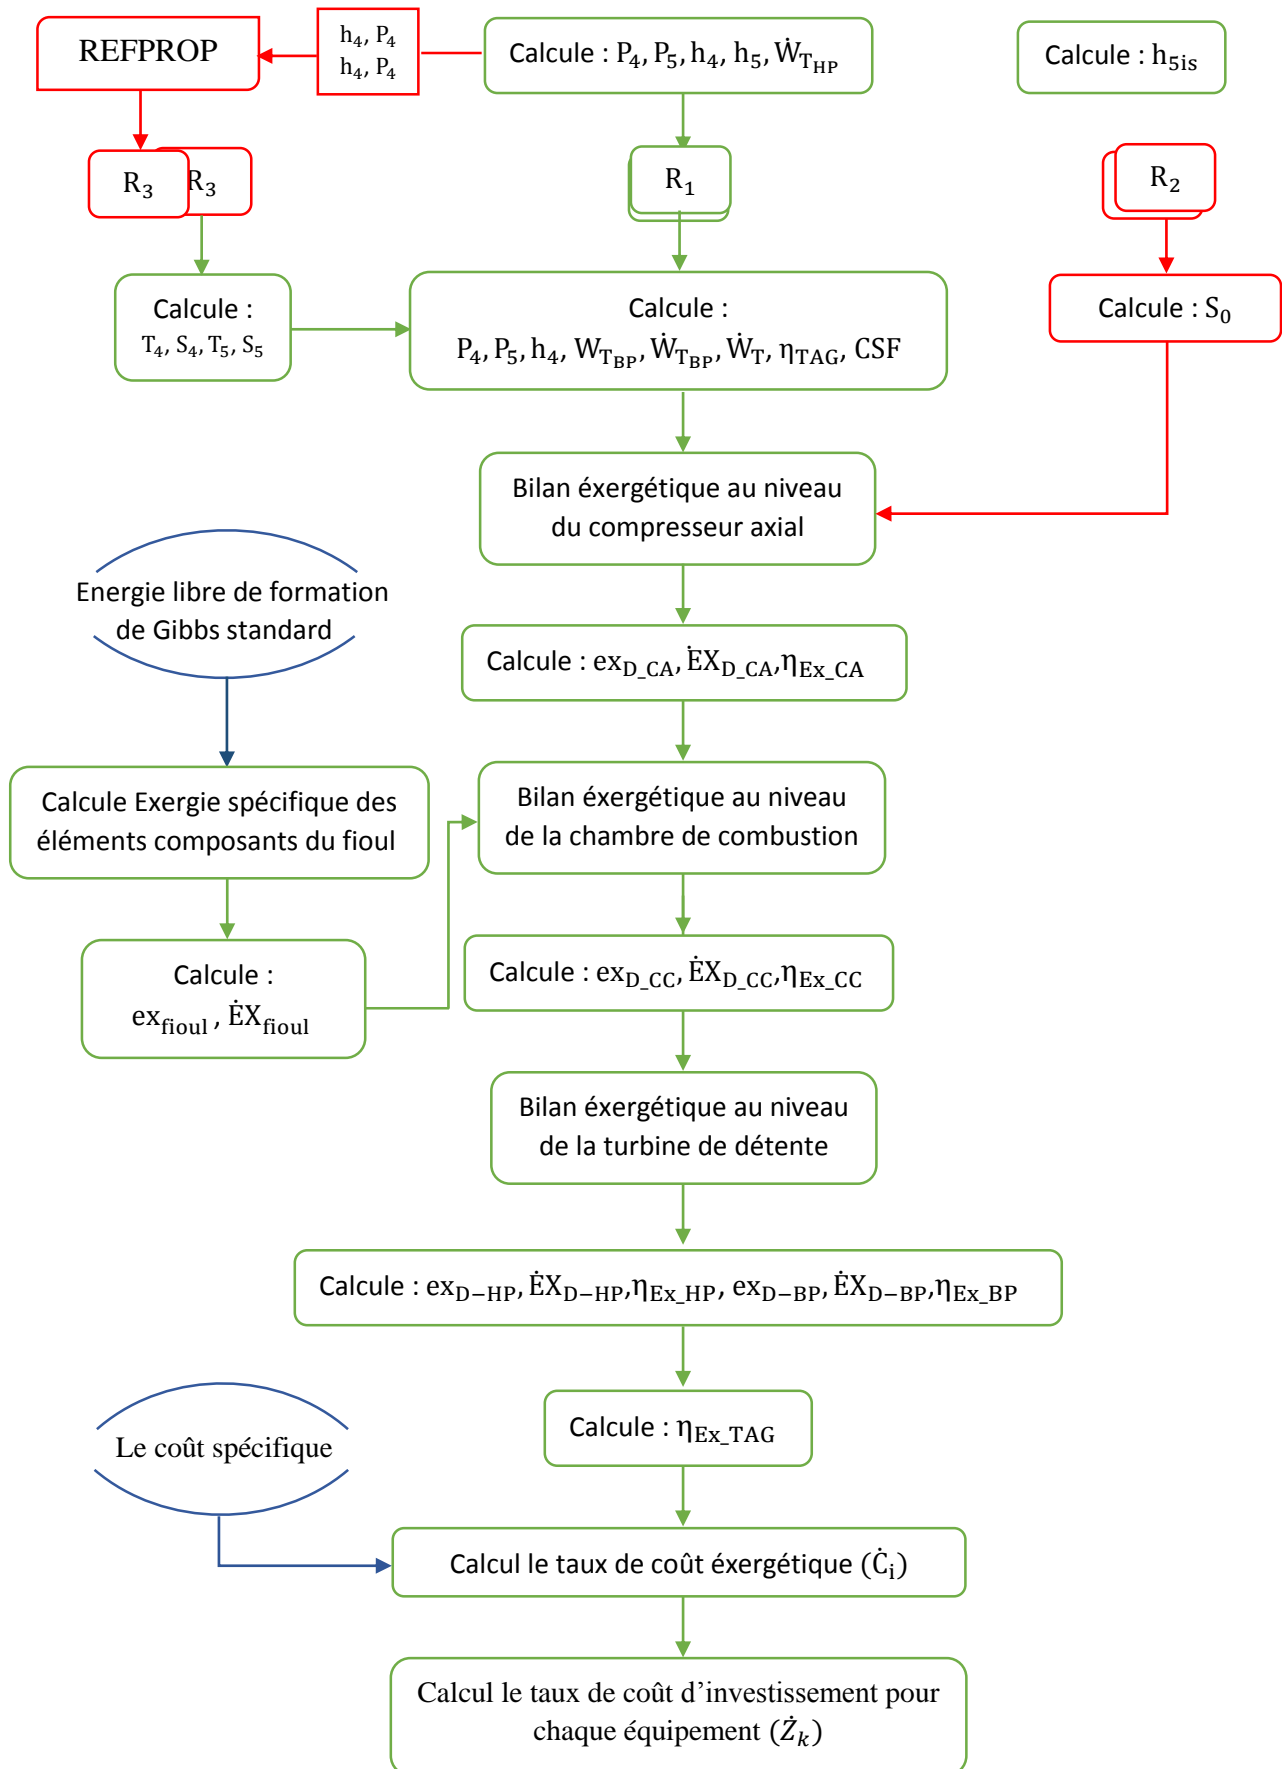 REFPROP
h₄, P₄
h₄, P₄
Calcule : P₄, P₅, h₄, h₅, Ẇ_T_HP
Calcule : h₅ᵢₛ
R₃
R₃
R₁
R₂
Calcule :
T₄, S₄, T₅, S₅
Calcule :
P₄, P₅, h₄, W_T_BP, Ẇ_T_BP, Ẇ_T, η_TAG, CSF
Calcule : S₀
Bilan éxergétique au niveau
du compresseur axial
Energie libre de formation
de Gibbs standard
Calcule : ex_D_CA, ĖX_D_CA,η_Ex_CA
Calcule Exergie spécifique des
éléments composants du fioul
Bilan éxergétique au niveau
de la chambre de combustion
Calcule :
ex_fioul , ĖX_fioul
Calcule : ex_D_CC, ĖX_D_CC,η_Ex_CC
Bilan éxergétique au niveau
de la turbine de détente
Calcule : ex_D−HP, ĖX_D−HP,η_Ex_HP, ex_D−BP, ĖX_D−BP,η_Ex_BP
Calcule : η_Ex_TAG
Le coût spécifique
Calcul le taux de coût éxergétique (Ċᵢ)
Calcul le taux de coût d’investissement pour
chaque équipement (Żₖ)